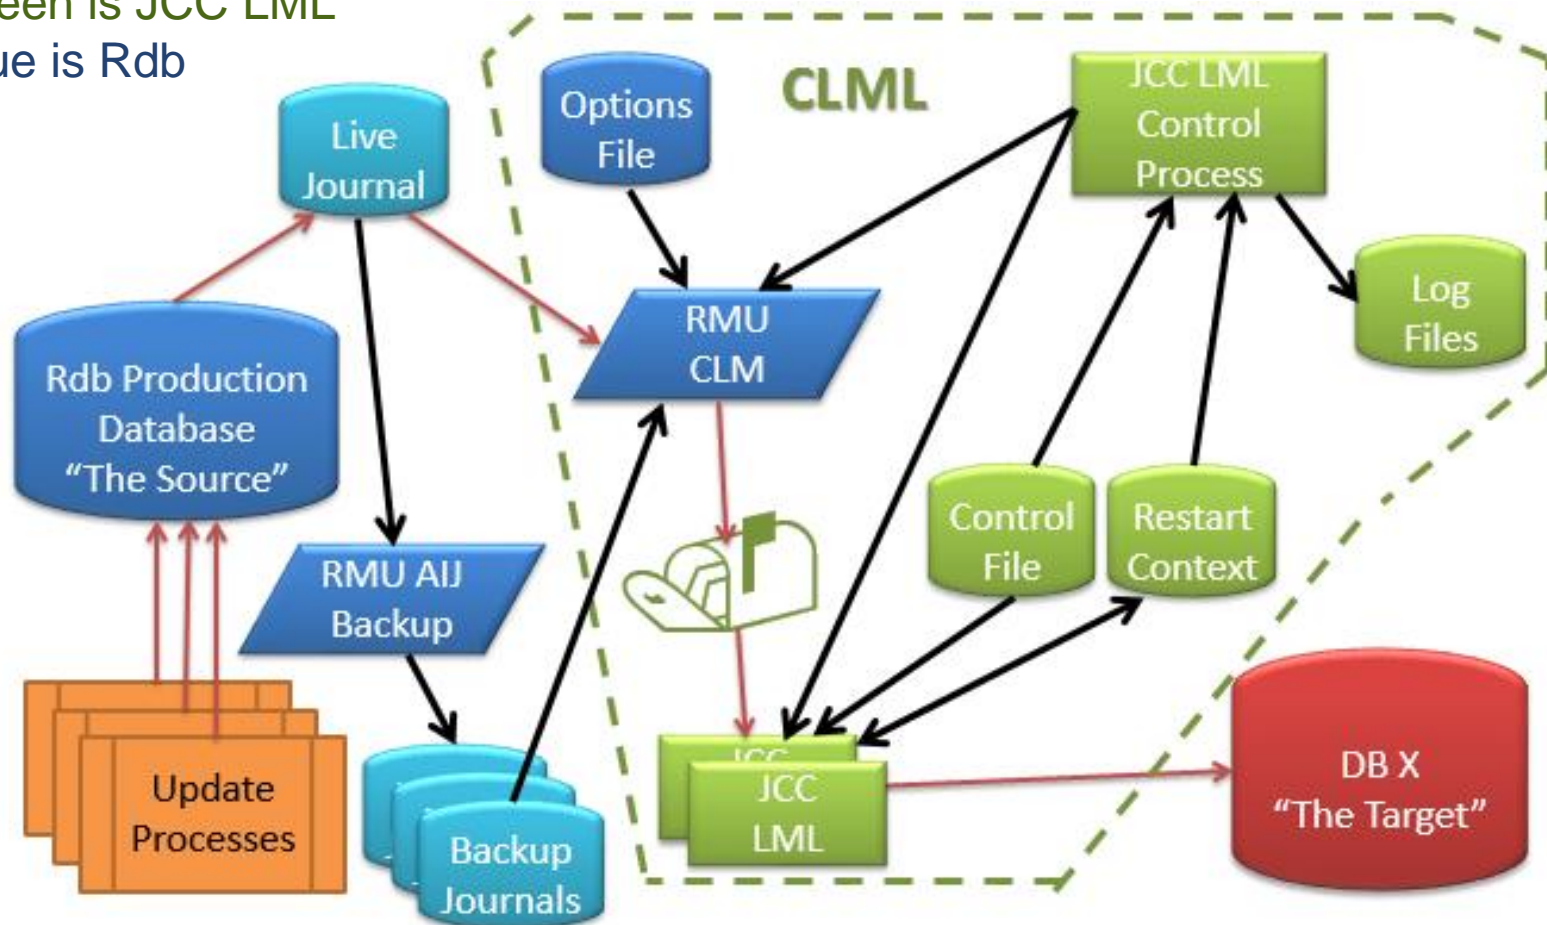 een is JCC LML
ue is Rdb
CLML
Live
Journal
Options
File
JCC LML
Control
Process
Log
Files
RMU
CLM
Rdb Production
Database
“The Source”
Control
File
Restart
Context
RMU AIJ
Backup
Update
Processes
Backup
Journals
JCC
JCC
LML
DB X
“The Target”